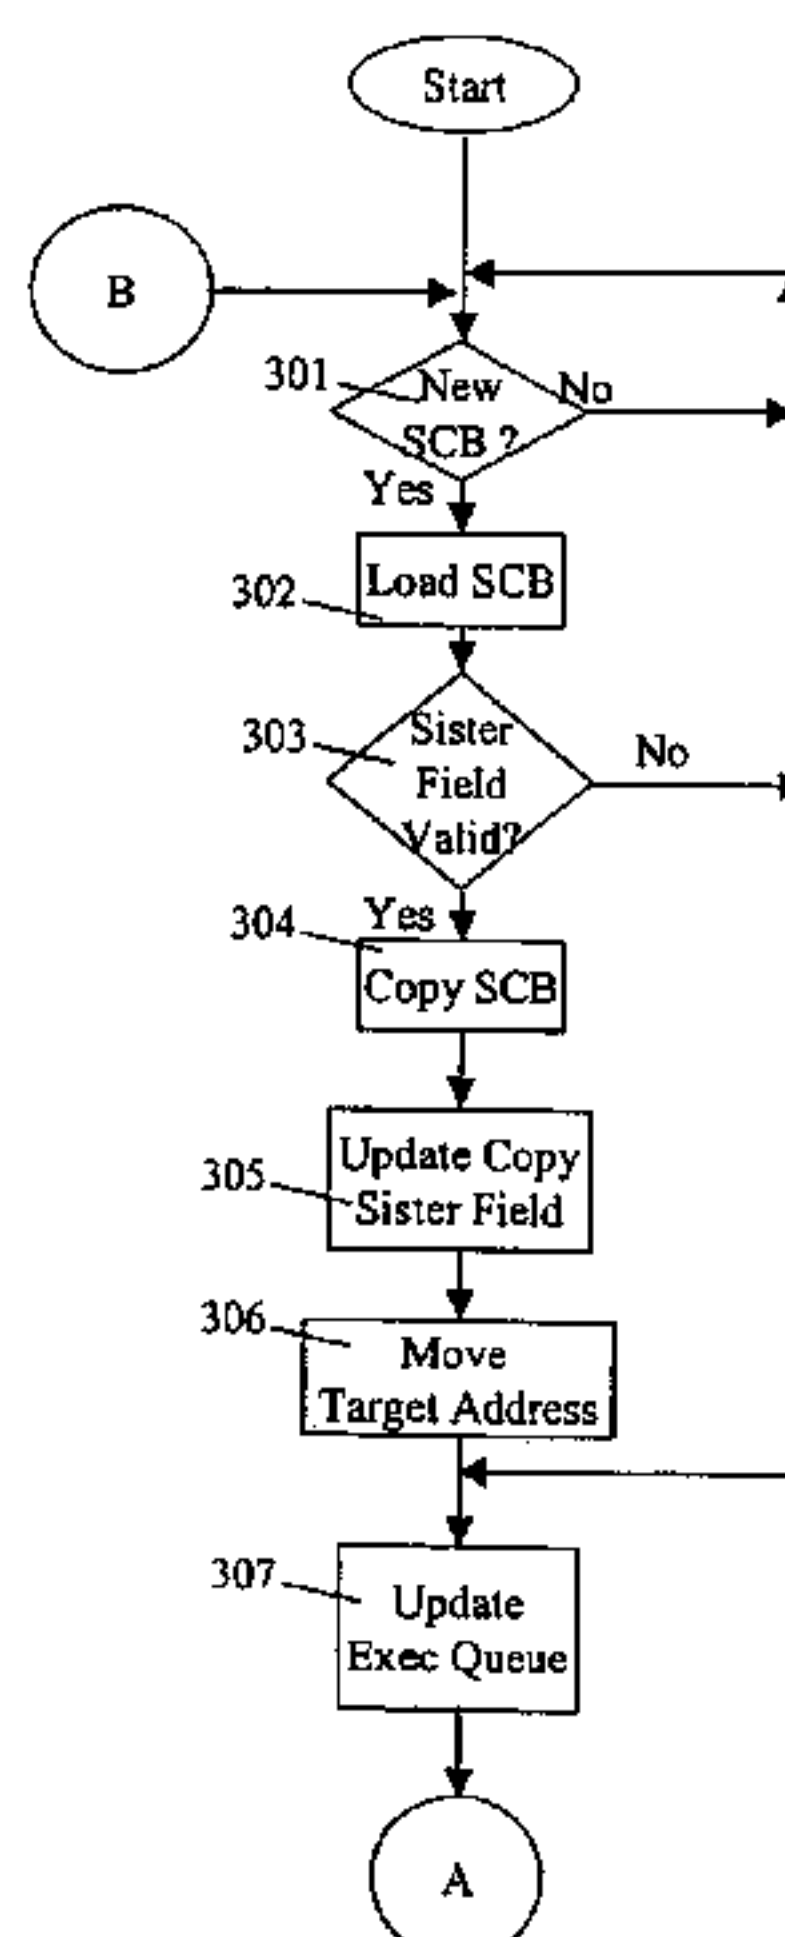 Start
B
301
New
SCB ?
No
Yes
Load SCB
302
303
Sister
Field
Valid?
No
Yes
304
Copy SCB
305
Update Copy
Sister Field
306
Move
Target Address
307
Update
Exec Queue
A